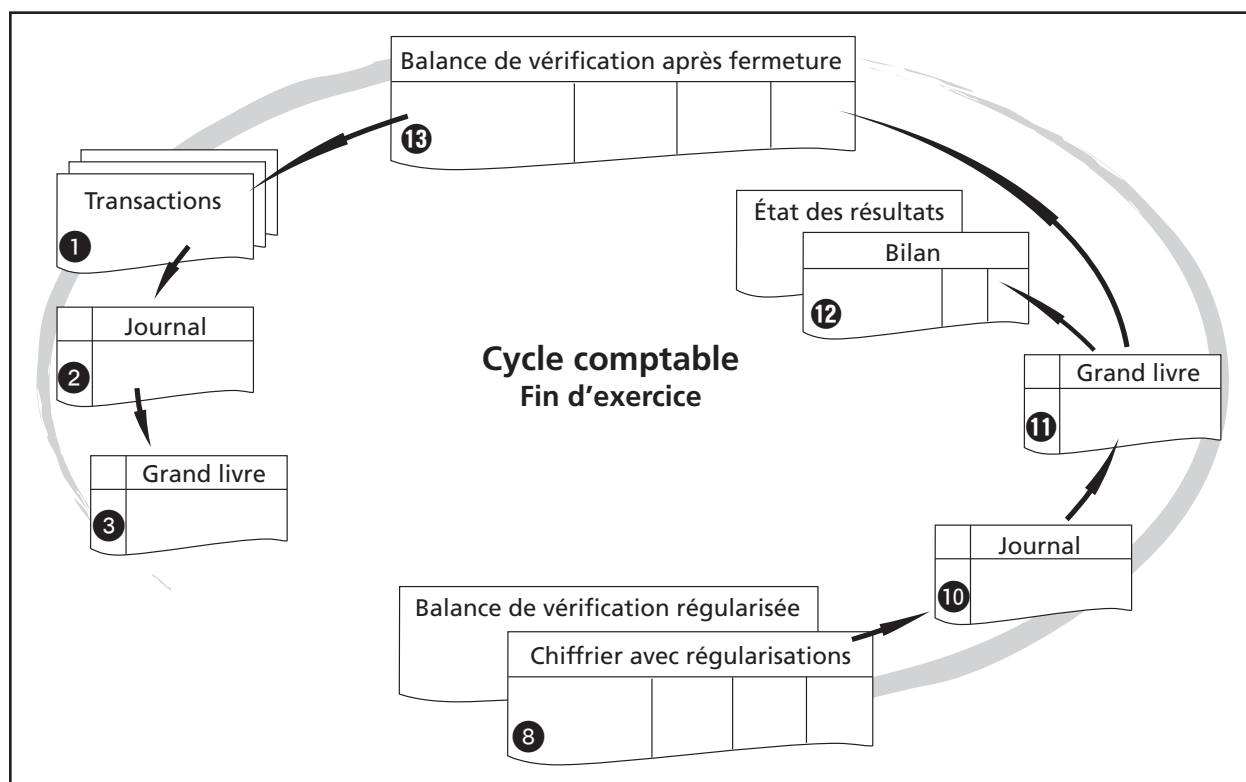 Balance de vérification après fermeture
13
Transactions
1
Journal
2
Grand livre
3
État des résultats
Bilan
12
Cycle comptable
Fin d'exercice
Grand livre
11
Journal
10
Balance de vérification régularisée
Chiffrier avec régularisations
8